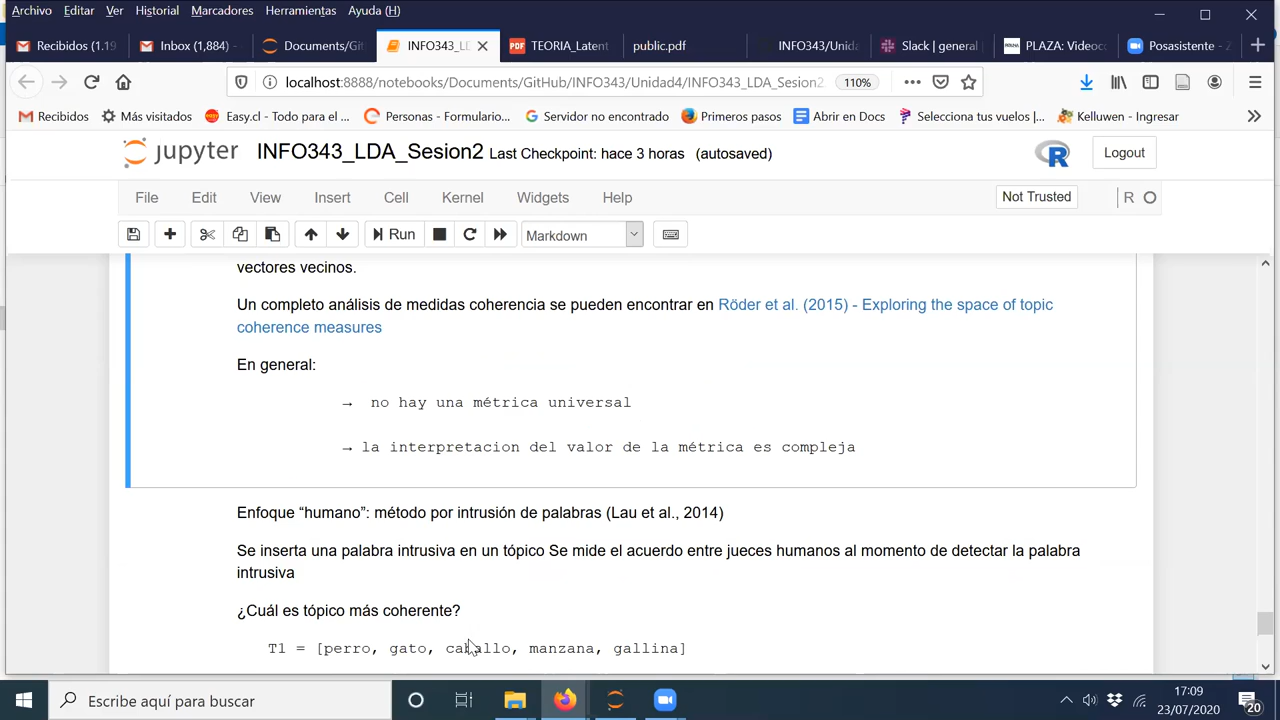 Archivo Editar Ver Historial Marcadores Herramientas Ayuda (H)
Recibidos (1.19 Inbox (1,884) - Documents/Git INFO343_LD TEORIA_Latent public.pdf INFO343/Unida Slack | general PLAZA: Videoc Posasistente - Z
localhost:8888/notebooks/Documents/GitHub/INFO343/Unidad4/INFO343_LDA_Sesion2 110%
Recibidos Más visitados Easy.cl - Todo para el ... Personas - Formulario... Servidor no encontrado Primeros pasos Abrir en Docs Selecciona tus vuelos |... Kelluwen - Ingresar
jupyter INFO343_LDA_Sesion2 Last Checkpoint: hace 3 horas (autosaved) R Logout
File Edit View Insert Cell Kernel Widgets Help Not Trusted R
Run Markdown
vectores vecinos.
Un completo análisis de medidas coherencia se pueden encontrar en Röder et al. (2015) - Exploring the space of topic
coherence measures
En general:
→ no hay una métrica universal
→ la interpretacion del valor de la métrica es compleja
Enfoque “humano”: método por intrusión de palabras (Lau et al., 2014)
Se inserta una palabra intrusiva en un tópico Se mide el acuerdo entre jueces humanos al momento de detectar la palabra
intrusiva
¿Cuál es tópico más coherente?
T1 = [perro, gato, caballo, manzana, gallina]
Escribe aquí para buscar
17:09
23/07/2020
20